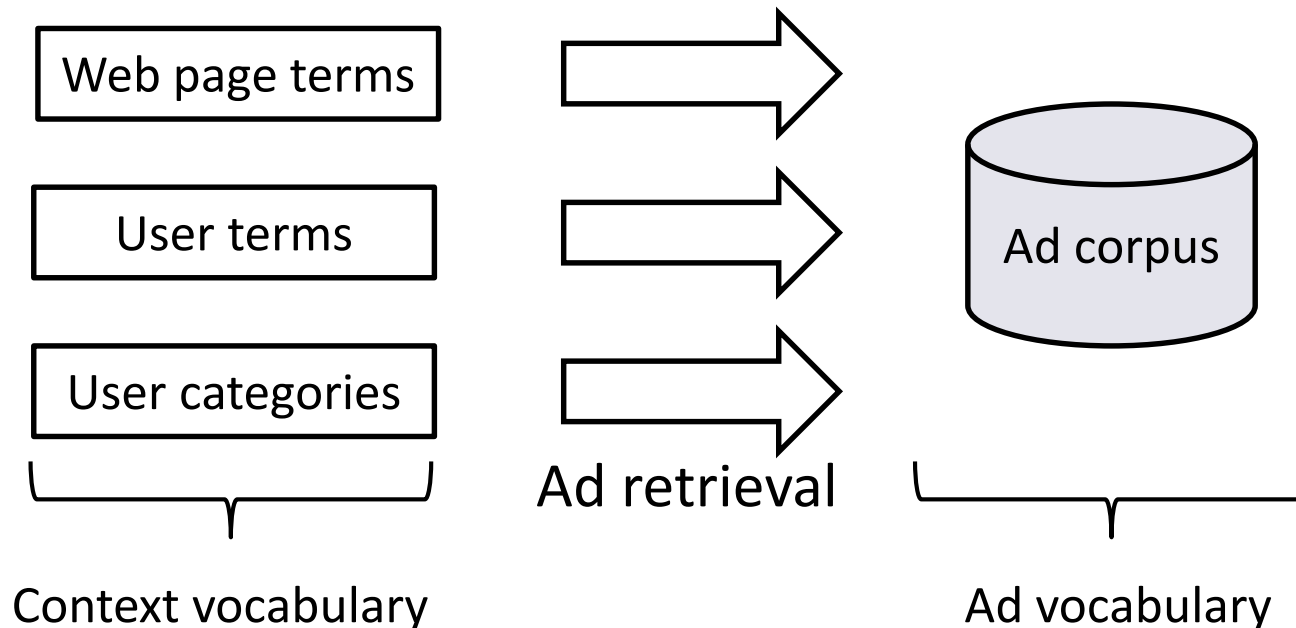 Web page terms
User terms
Ad corpus
User categories
Ad retrieval
Context vocabulary
Ad vocabulary